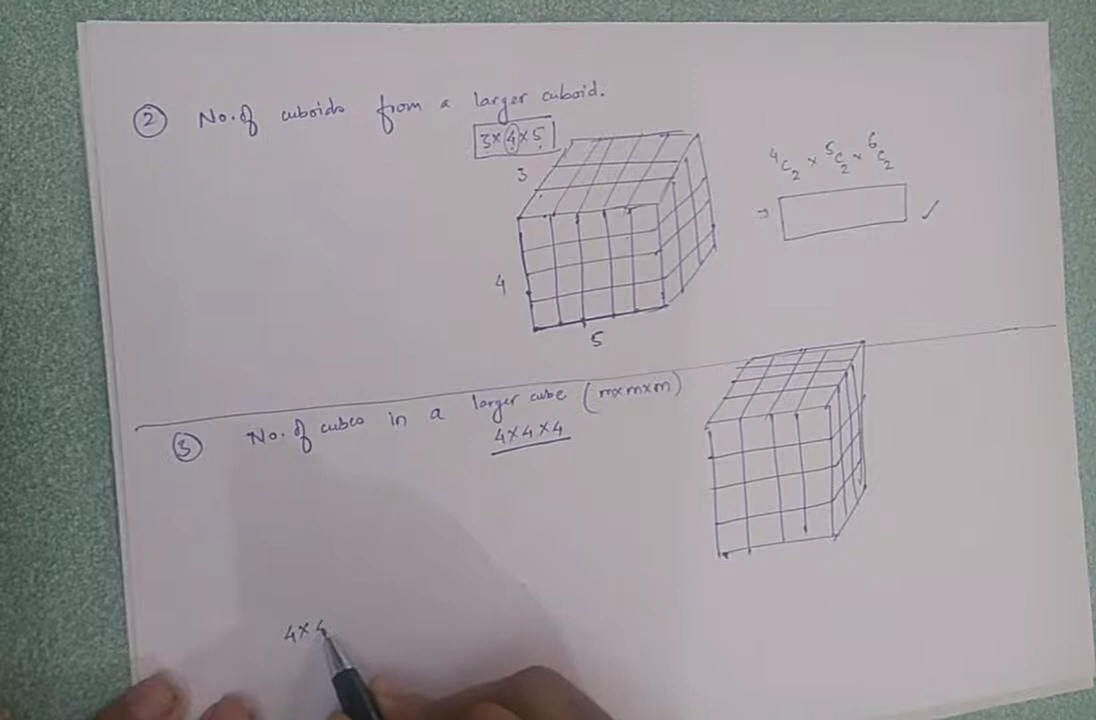 ② No. of cuboids from a larger cuboid.
3×4×5
3
4
5
⁴C₂ × ⁵C₂ × ⁶C₂
→ ✓
③ No. of cubes in a larger cube (m×m×m)
4×4×4
4×4